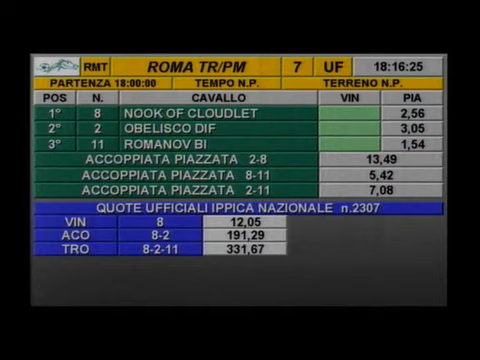 RMT ROMA TR/PM 7 UF 18:16:25
PARTENZA 18:00:00 TEMPO N.P. TERRENO N.P.
POS N. CAVALLO VIN PIA
1° 8 NOOK OF CLOUDLET 2,56
2° 2 OBELISCO DIF 3,05
3° 11 ROMANOV BI 1,54
ACCOPPIATA PIAZZATA 2-8 13,49
ACCOPPIATA PIAZZATA 8-11 5,42
ACCOPPIATA PIAZZATA 2-11 7,08
QUOTE UFFICIALI IPPICA NAZIONALE n.2307
VIN 8 12,05
ACO 8-2 191,29
TRO 8-2-11 331,67